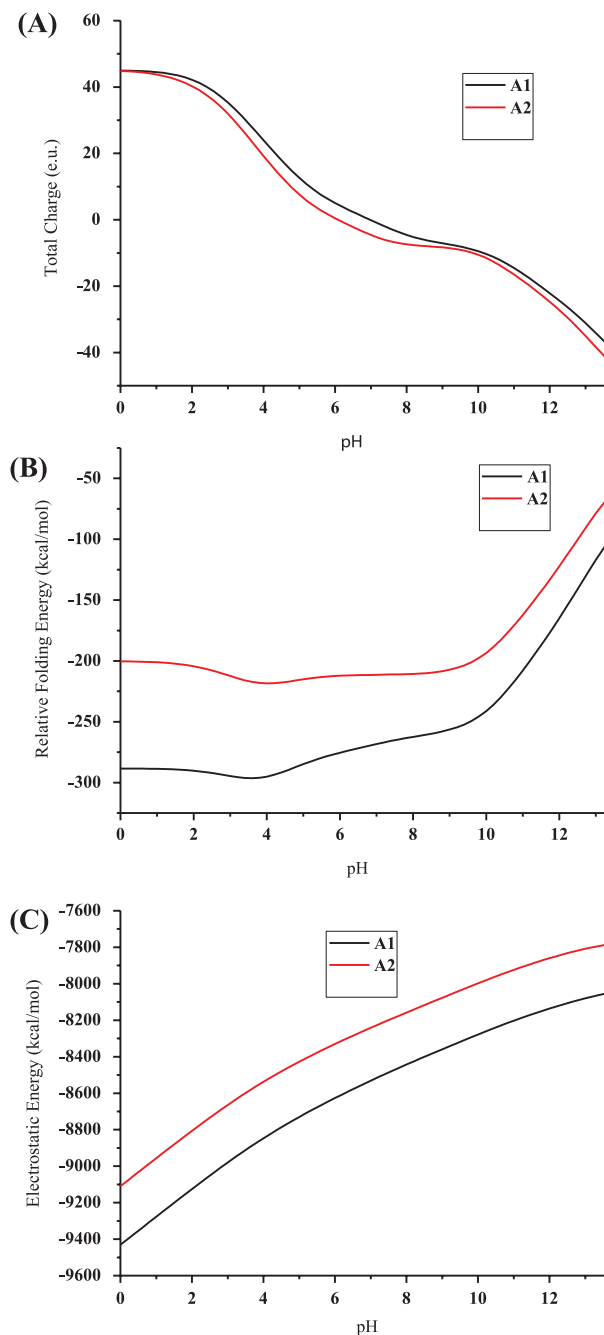 (A)
60
40
20
0
-20
-40
Total Charge (e.u.)
A1
A2
0 2 4 6 8 10 12
pH
(B)
-50
-100
-150
-200
-250
-300
Relative Folding Energy (kcal/mol)
A1
A2
0 2 4 6 8 10 12
pH
(C)
-7600
-7800
-8000
-8200
-8400
-8600
-8800
-9000
-9200
-9400
-9600
Electrostatic Energy (kcal/mol)
A1
A2
0 2 4 6 8 10 12
pH